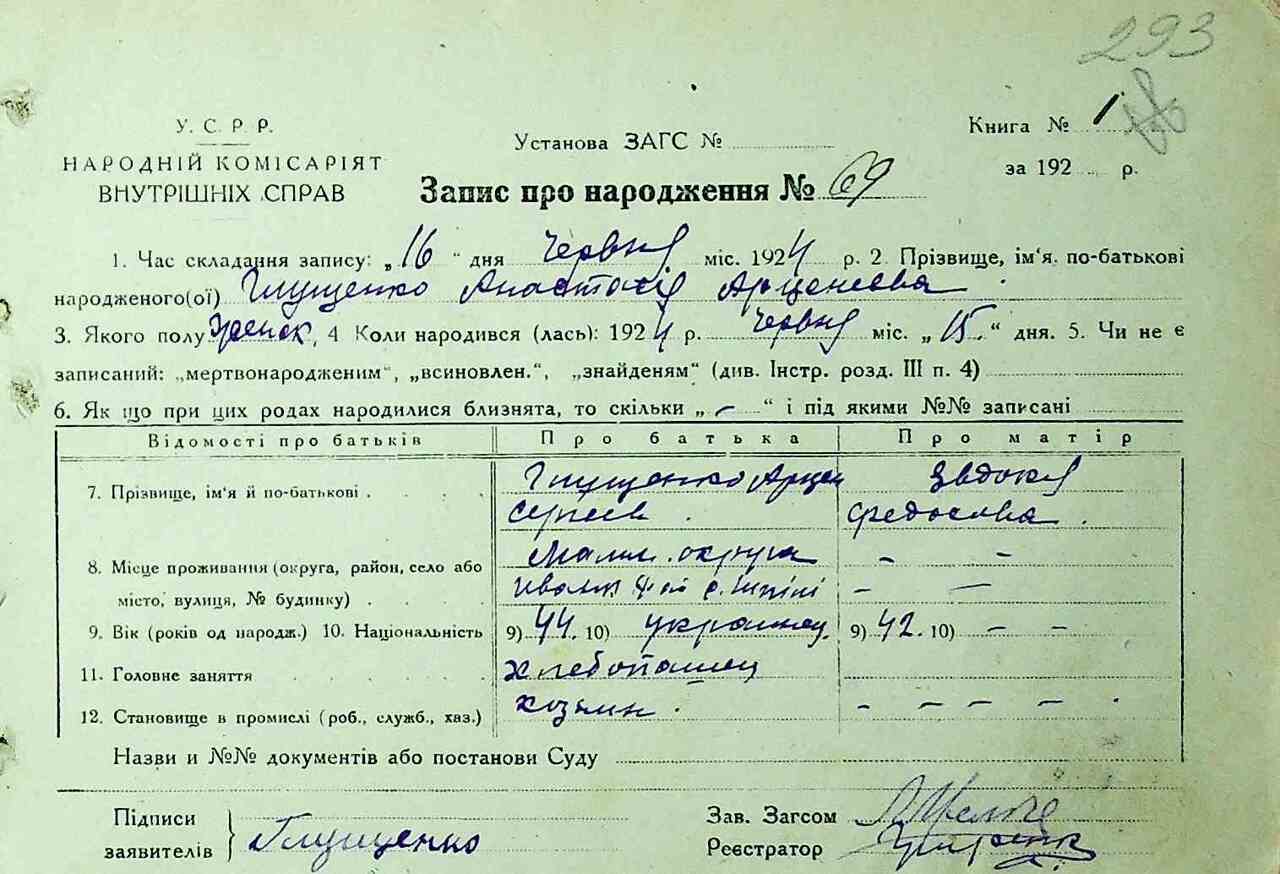 293
У. С. Р. Р.
НАРОДНІЙ КОМІСАРІЯТ
ВНУТРІШНІХ СПРАВ
Установа ЗАГС №
Книга № 1
за 192 р.
Запис про народження № 69
1. Час складання запису: „16 “ дня Червня міс. 1924 р. 2. Прізвище, ім'я, по-батькові
народженого(ої) Глущенко Анастасія Арценієва
3. Якого полу женск, 4 Коли народився (лась): 1924 р. Червня міс. „ 15 “ дня. 5. Чи не є
записаний: „мертвонародженим“, „всиновлен.“, „знайденям“ (див. Інстр. розд. III п. 4)
6. Як що при цих родах народилися близнята, то скільки „ - “ і під якими №№ записані
Відомості про батьків Про батька Про матір
7. Прізвище, ім'я й по-батькові Глущенко Арцен Сергеев Евдокия Федосиева
8. Місце проживання (округа, район, село або місто, вулиця, № будинку) округа - - - -
9. Вік (років од народж.) 10. Національність 9) 44. 10) украинец 9) 42. 10) - -
11. Головне заняття хлебопашец
12. Становище в промислі (роб., служб., хаз.) хозяин - - - -
Назви и №№ документів або постанови Суду
Підписи
заявителів Глущенко
Зав. Загсом
Реєстратор